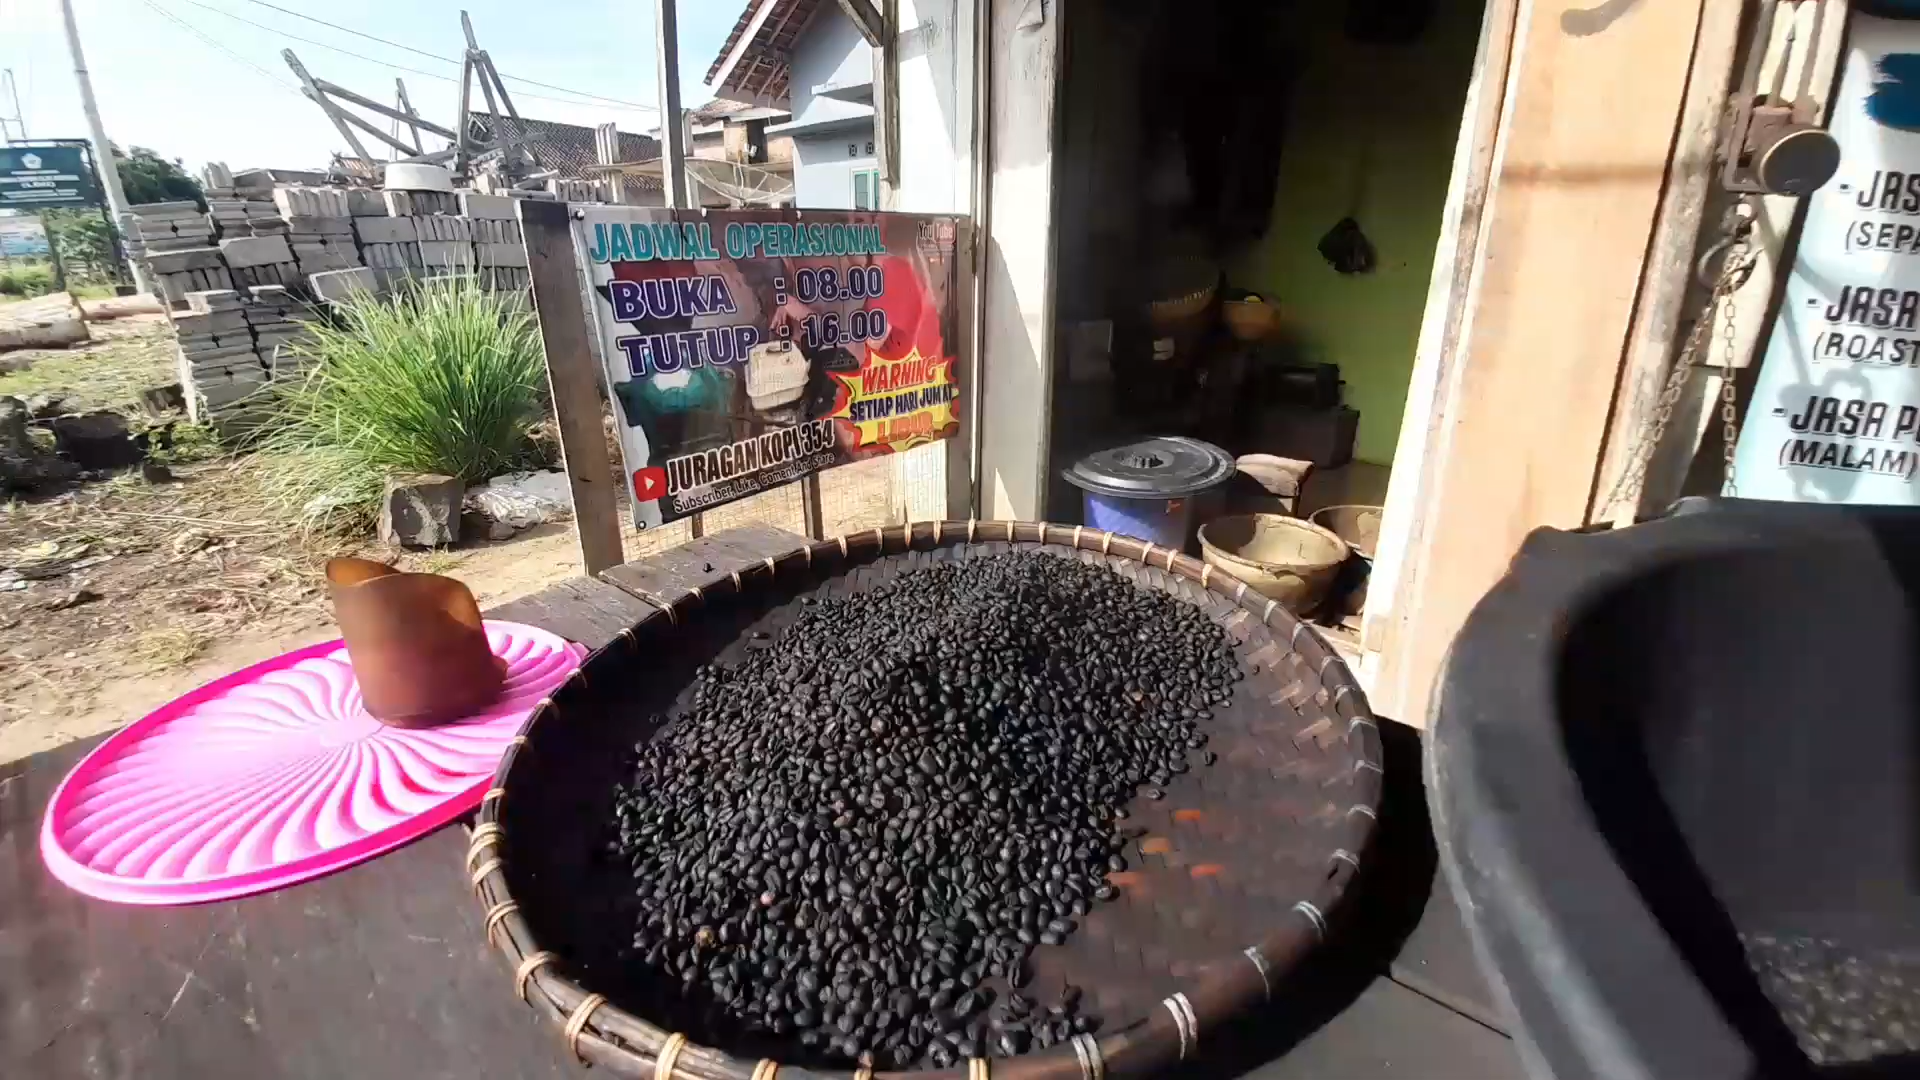 JADWAL OPERASIONAL
YouTube
BUKA : 08.00
TUTUP : 16.00
WARNING
SETIAP HARI JUM'AT
LIBUR
JURAGAN KOPI 354
Subscriber, Like, Coment And Share
- JAS
(SEPA
- JASA
(ROAST
- JASA P
(MALAM)